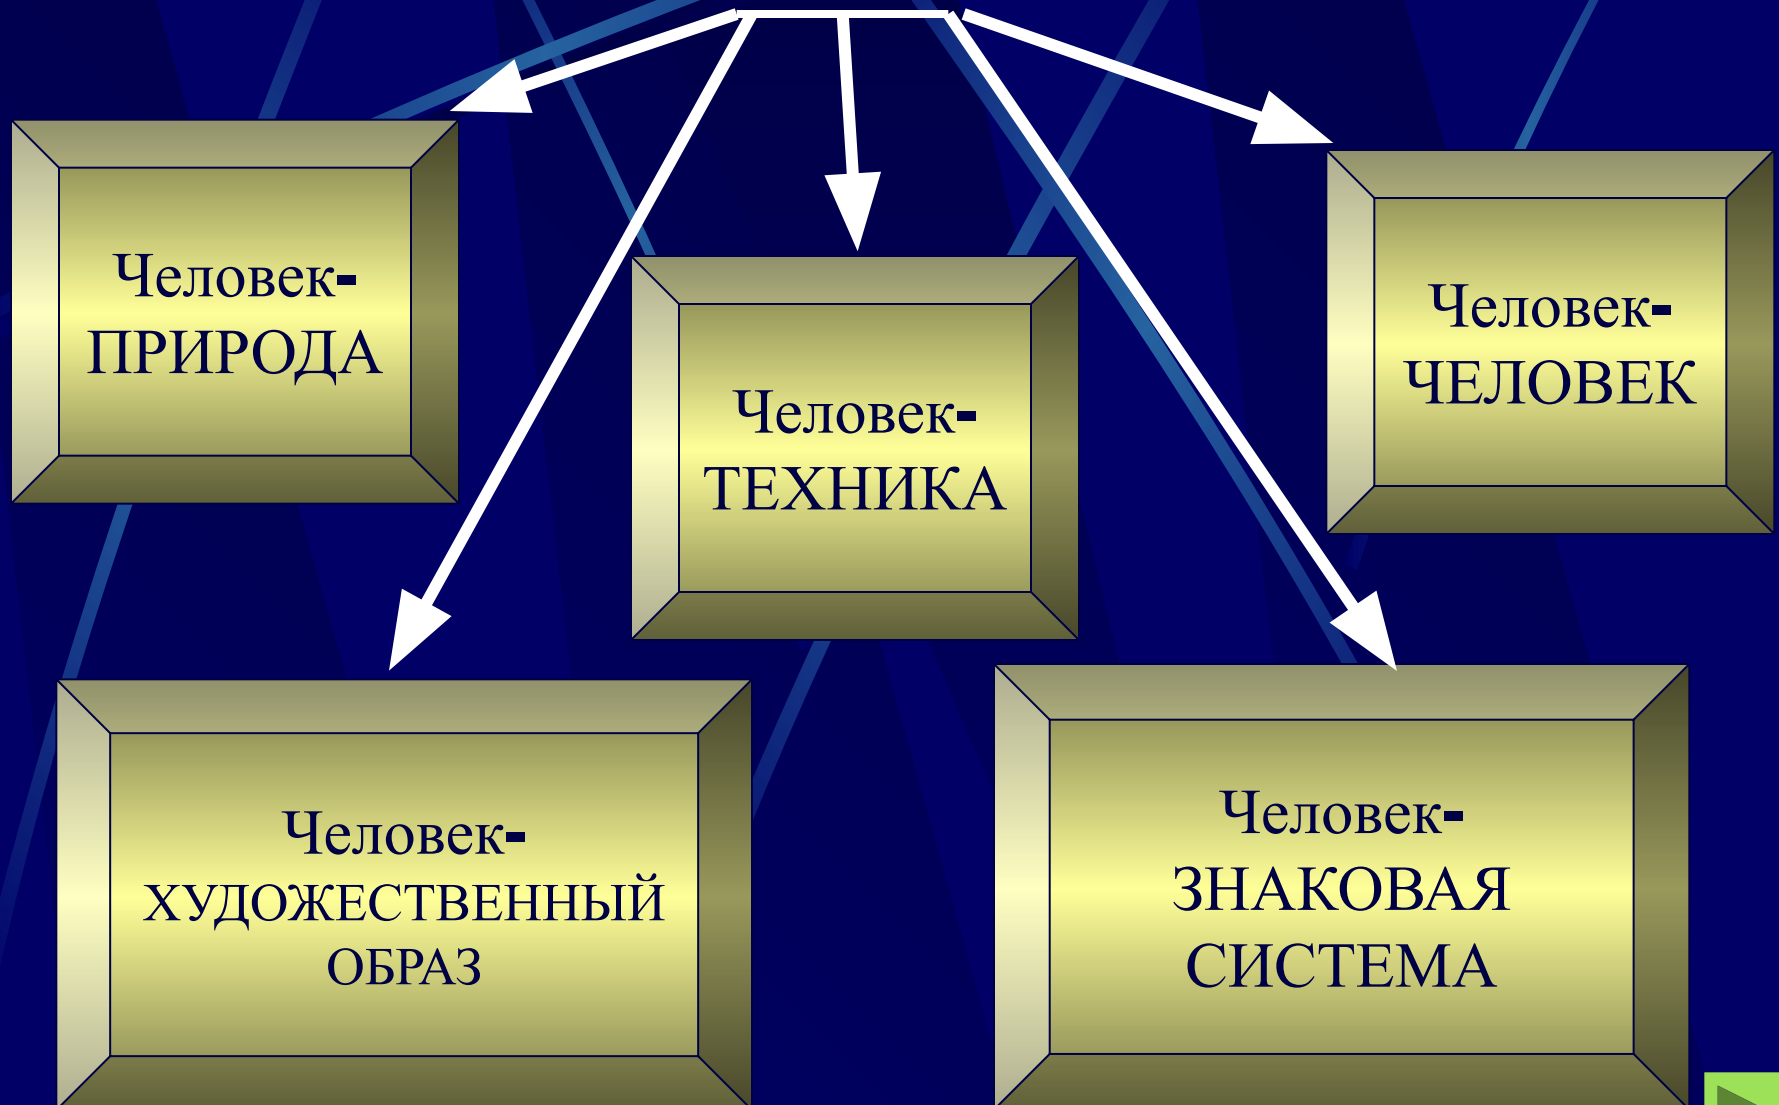 Человек-
ПРИРОДА
Человек-
ТЕХНИКА
Человек-
ЧЕЛОВЕК
Человек-
ХУДОЖЕСТВЕННЫЙ
ОБРАЗ
Человек-
ЗНАКОВАЯ
СИСТЕМА